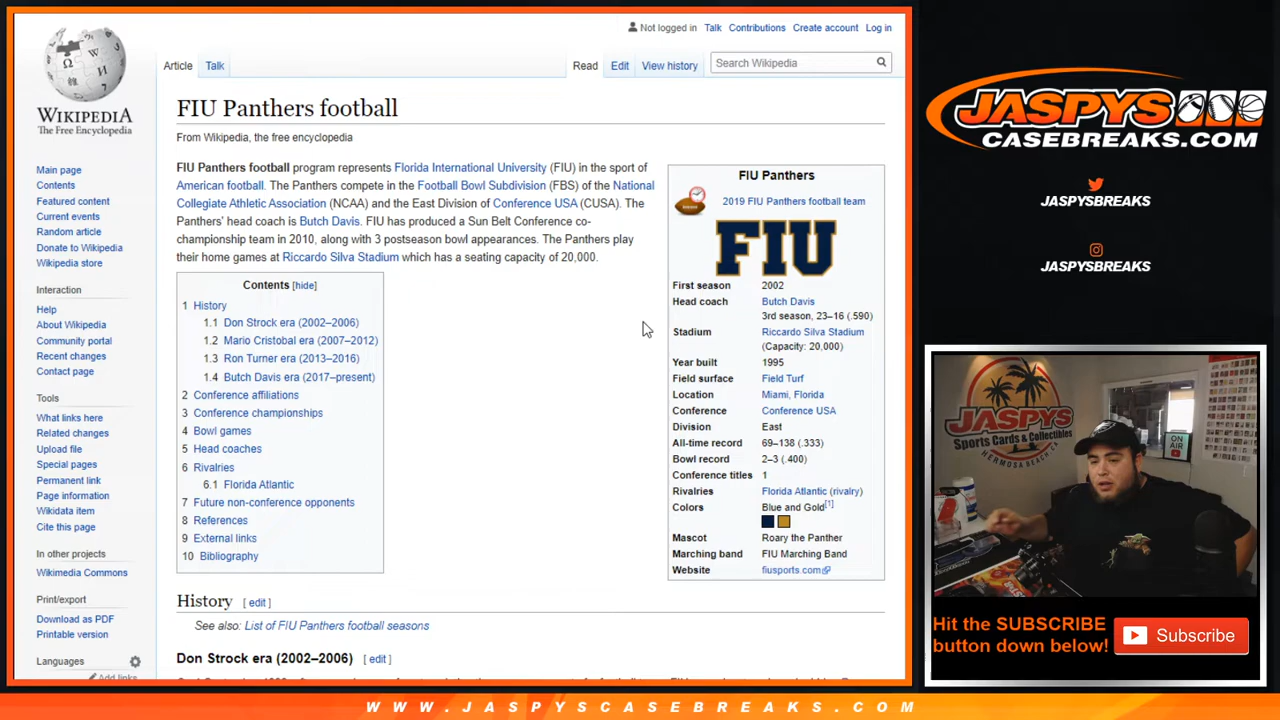 Not logged in Talk Contributions Create account Log in
Article Talk Read Edit View history Search Wikipedia
WIKIPEDIA
The Free Encyclopedia
Main page
Contents
Featured content
Current events
Random article
Donate to Wikipedia
Wikipedia store
Interaction
Help
About Wikipedia
Community portal
Recent changes
Contact page
Tools
What links here
Related changes
Upload file
Special pages
Permanent link
Page information
Wikidata item
Cite this page
In other projects
Wikimedia Commons
Print/export
Download as PDF
Printable version
Languages
Add links
FIU Panthers football
From Wikipedia, the free encyclopedia
FIU Panthers football program represents Florida International University (FIU) in the sport of
American football. The Panthers compete in the Football Bowl Subdivision (FBS) of the National
Collegiate Athletic Association (NCAA) and the East Division of Conference USA (CUSA). The
Panthers' head coach is Butch Davis. FIU has produced a Sun Belt Conference co-
championship team in 2010, along with 3 postseason bowl appearances. The Panthers play
their home games at Riccardo Silva Stadium which has a seating capacity of 20,000.
Contents [hide]
1 History
1.1 Don Strock era (2002–2006)
1.2 Mario Cristobal era (2007–2012)
1.3 Ron Turner era (2013–2016)
1.4 Butch Davis era (2017–present)
2 Conference affiliations
3 Conference championships
4 Bowl games
5 Head coaches
6 Rivalries
6.1 Florida Atlantic
7 Future non-conference opponents
8 References
9 External links
10 Bibliography
History [ edit ]
See also: List of FIU Panthers football seasons
Don Strock era (2002–2006) [ edit ]
FIU Panthers
2019 FIU Panthers football team
FIU
First season 2002
Head coach Butch Davis
3rd season, 23–16 (.590)
Stadium Riccardo Silva Stadium
(Capacity: 20,000)
Year built 1995
Field surface Field Turf
Location Miami, Florida
Conference Conference USA
Division East
All-time record 69–138 (.333)
Bowl record 2–3 (.400)
Conference titles 1
Rivalries Florida Atlantic (rivalry)
Colors Blue and Gold[1]
Mascot Roary the Panther
Marching band FIU Marching Band
Website fiusports.com
JASPYS
CASEBREAKS.COM
JASPYSBREAKS
JASPYSBREAKS
JASPYS
Sports Cards & Collectibles
HERMOSA BEACH CA
ON AIR
Hit the SUBSCRIBE
button down below!
Subscribe
WWW.JASPYSCASEBREAKS.COM